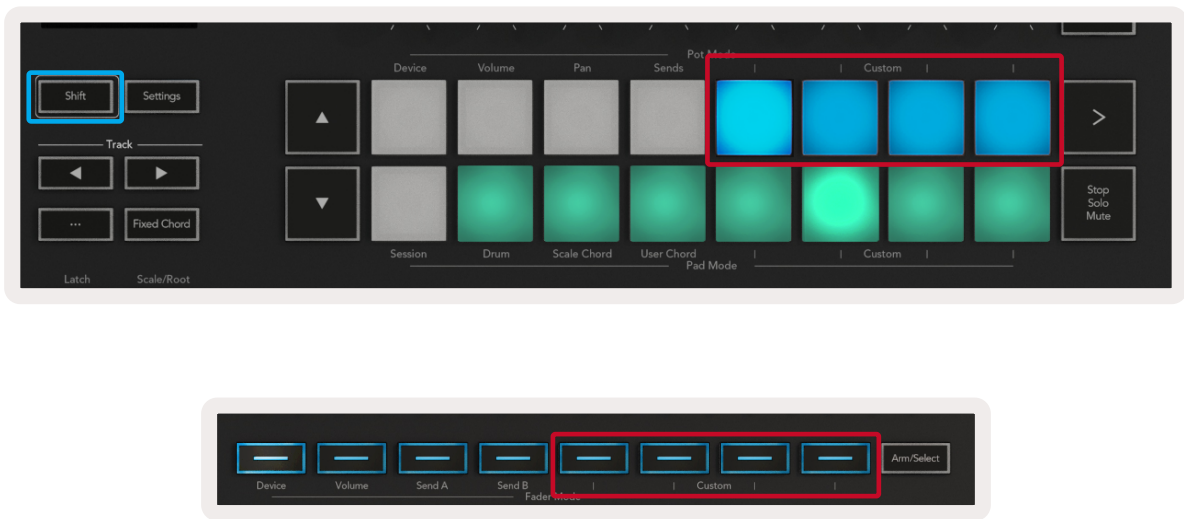 Pot Mode
Device Volume Pan Sends | | Custom | |
Shift Settings
Track
... Fixed Chord
Stop
Solo
Mute
Session Drum Scale Chord User Chord | | Custom | |
Pad Mode
Latch Scale/Root
Arm/Select
Device Volume Send A Send B | | Custom | |
Fader Mode